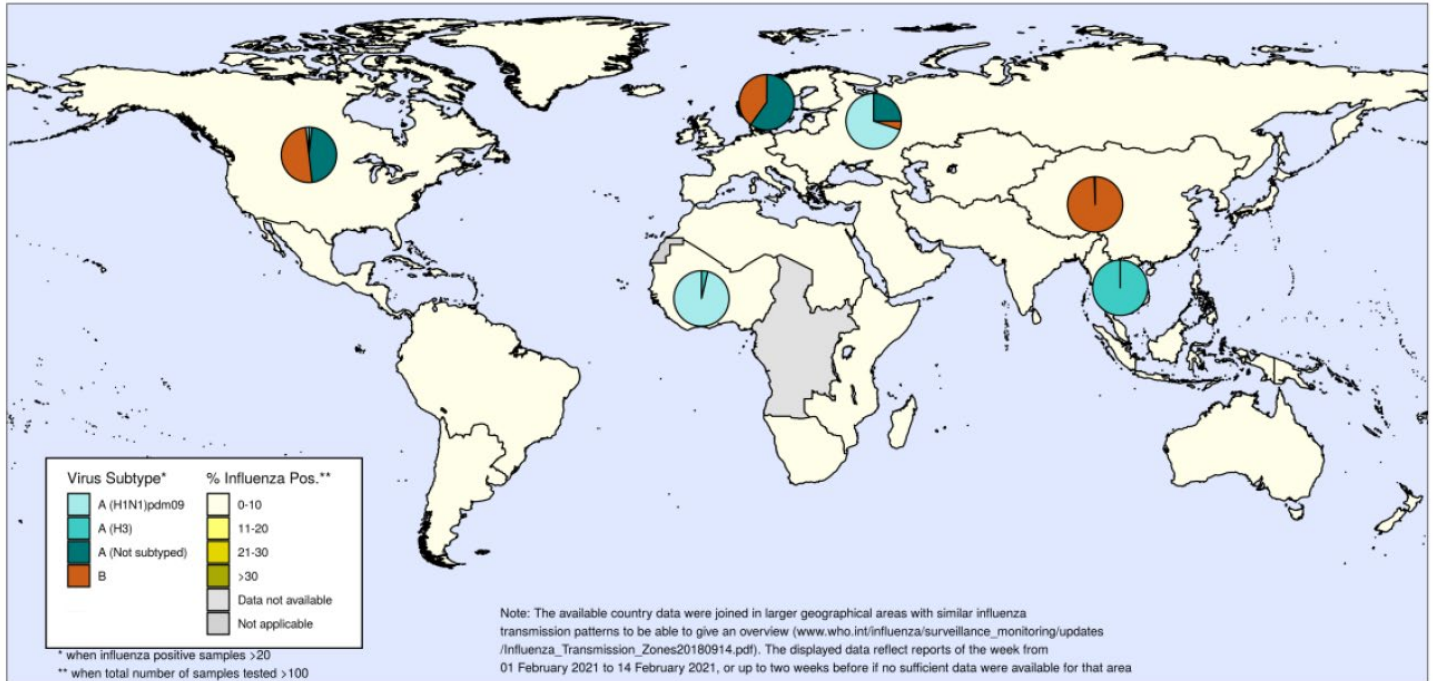 Virus Subtype*
A (H1N1)pdm09
A (H3)
A (Not subtyped)
B
% Influenza Pos.**
0-10
11-20
21-30
>30
Data not available
Not applicable
* when influenza positive samples >20
** when total number of samples tested >100
Note: The available country data were joined in larger geographical areas with similar influenza
transmission patterns to be able to give an overview (www.who.int/influenza/surveillance_monitoring/updates
/Influenza_Transmission_Zones20180914.pdf). The displayed data reflect reports of the week from
01 February 2021 to 14 February 2021, or up to two weeks before if no sufficient data were available for that area